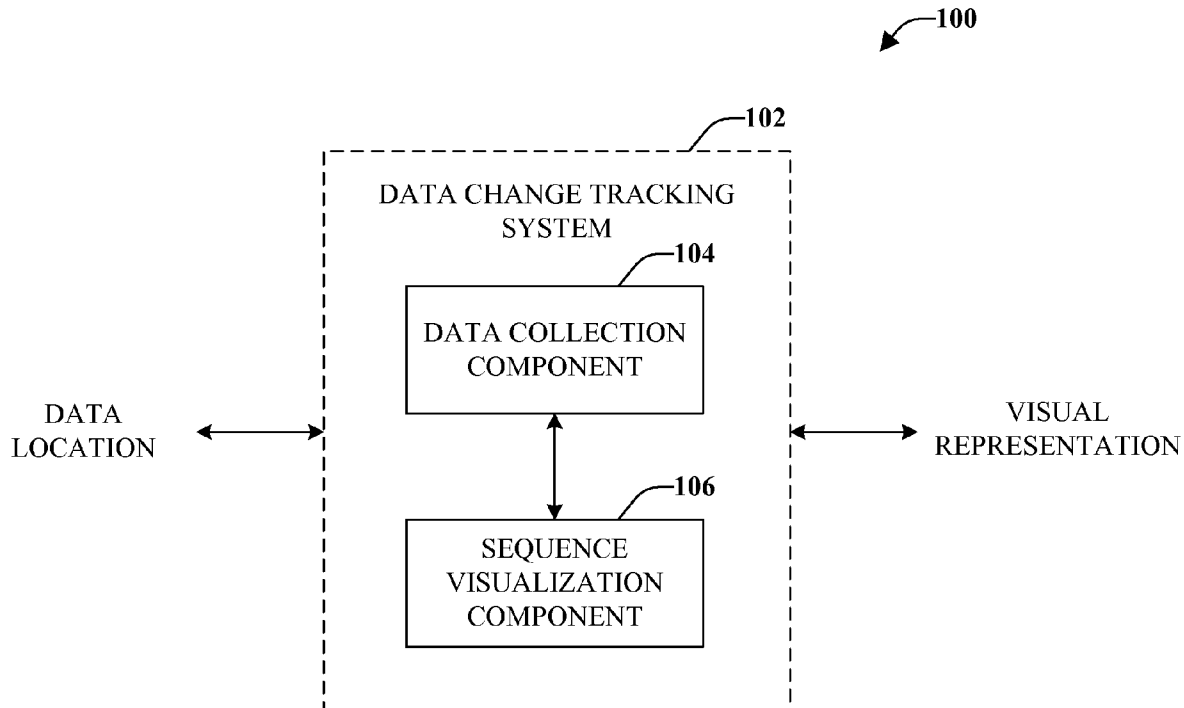 100
102
DATA CHANGE TRACKING
SYSTEM
104
DATA COLLECTION
COMPONENT
DATA
LOCATION
VISUAL
REPRESENTATION
106
SEQUENCE
VISUALIZATION
COMPONENT